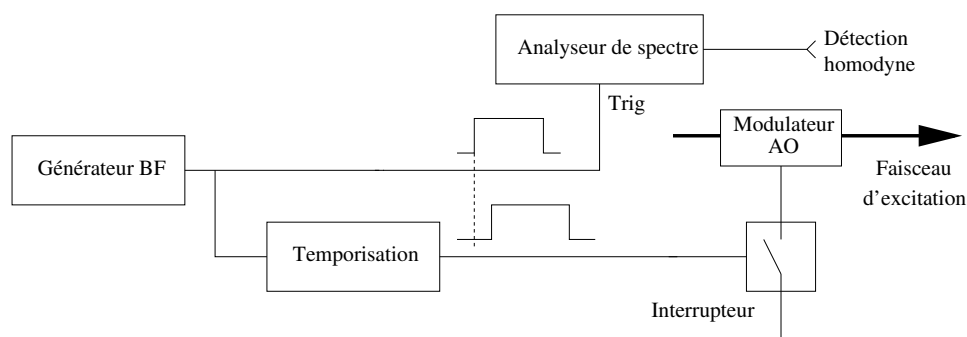 Analyseur de spectre
Détection
homodyne
Trig
Modulateur
AO
Générateur BF
Faisceau
d'excitation
Temporisation
Interrupteur